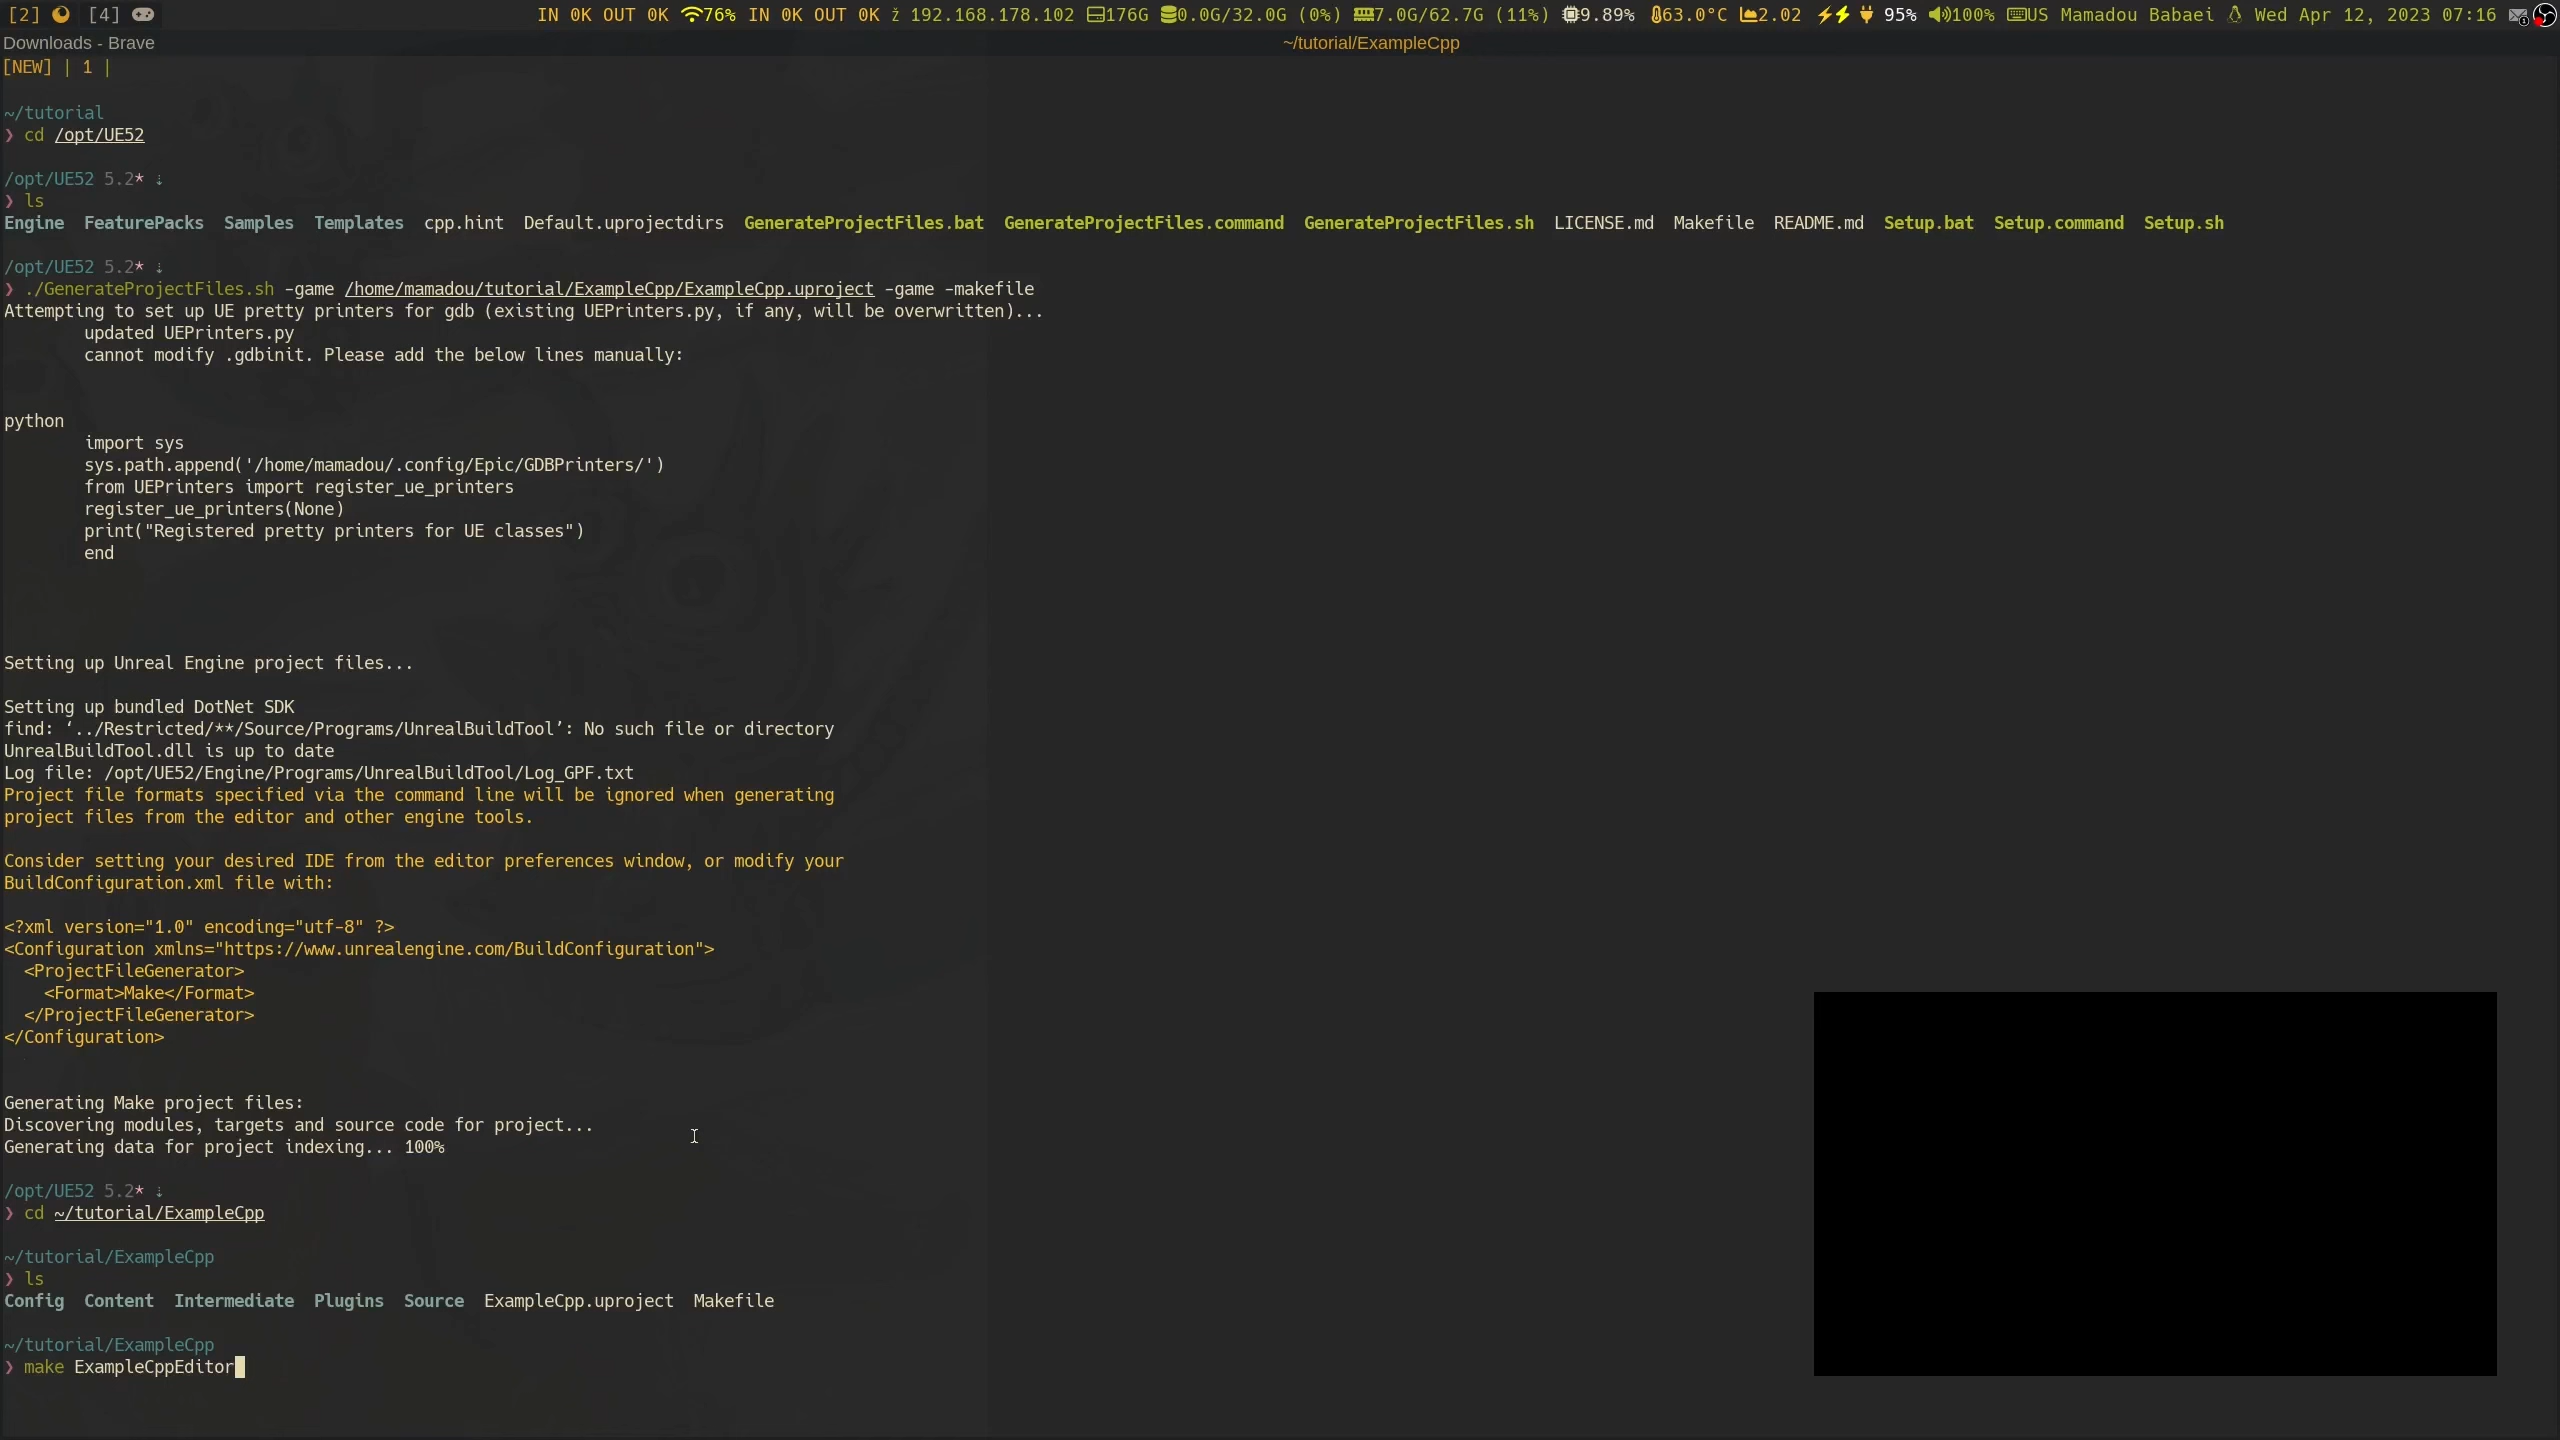 [2] [4] IN 0K OUT 0K 76% IN 0K OUT 0K ž 192.168.178.102 176G 0.0G/32.0G (0%) 7.0G/62.7G (11%) 9.89% 63.0°C 2.02 95% 100% US Mamadou Babaei Wed Apr 12, 2023 07:16
Downloads - Brave ~/tutorial/ExampleCpp
[NEW] | 1 |
~/tutorial
❯ cd /opt/UE52
/opt/UE52 5.2* ⇣
❯ ls
Engine FeaturePacks Samples Templates cpp.hint Default.uprojectdirs GenerateProjectFiles.bat GenerateProjectFiles.command GenerateProjectFiles.sh LICENSE.md Makefile README.md Setup.bat Setup.command Setup.sh
/opt/UE52 5.2* ⇣
❯ ./GenerateProjectFiles.sh -game /home/mamadou/tutorial/ExampleCpp/ExampleCpp.uproject -game -makefile
Attempting to set up UE pretty printers for gdb (existing UEPrinters.py, if any, will be overwritten)...
updated UEPrinters.py
cannot modify .gdbinit. Please add the below lines manually:
python
import sys
sys.path.append('/home/mamadou/.config/Epic/GDBPrinters/')
from UEPrinters import register_ue_printers
register_ue_printers(None)
print("Registered pretty printers for UE classes")
end
Setting up Unreal Engine project files...
Setting up bundled DotNet SDK
find: ‘../Restricted/**/Source/Programs/UnrealBuildTool’: No such file or directory
UnrealBuildTool.dll is up to date
Log file: /opt/UE52/Engine/Programs/UnrealBuildTool/Log_GPF.txt
Project file formats specified via the command line will be ignored when generating
project files from the editor and other engine tools.
Consider setting your desired IDE from the editor preferences window, or modify your
BuildConfiguration.xml file with:
<?xml version="1.0" encoding="utf-8" ?>
<Configuration xmlns="https://www.unrealengine.com/BuildConfiguration">
<ProjectFileGenerator>
<Format>Make</Format>
</ProjectFileGenerator>
</Configuration>
Generating Make project files:
Discovering modules, targets and source code for project...
Generating data for project indexing... 100%
/opt/UE52 5.2* ⇣
❯ cd ~/tutorial/ExampleCpp
~/tutorial/ExampleCpp
❯ ls
Config Content Intermediate Plugins Source ExampleCpp.uproject Makefile
~/tutorial/ExampleCpp
❯ make ExampleCppEditor